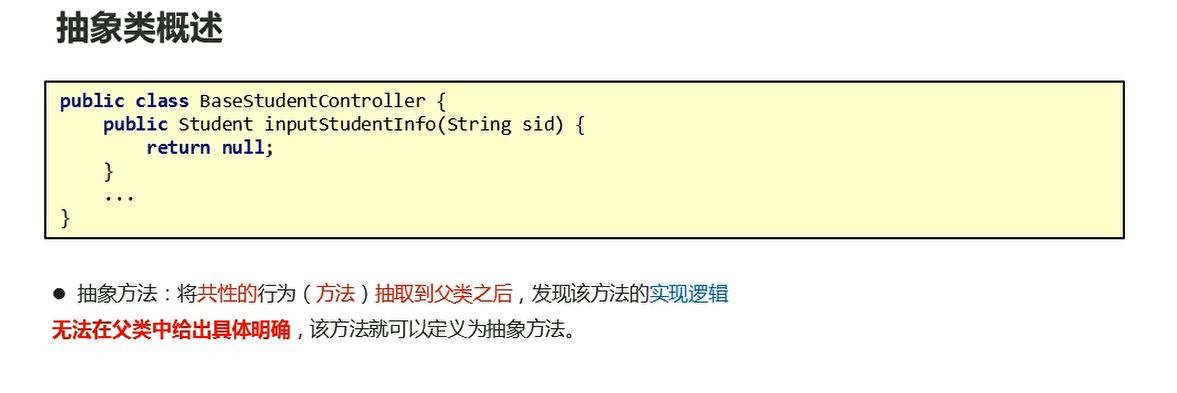 抽象类概述
public class BaseStudentController {
    public Student inputStudentInfo(String sid) {
        return null;
    }
    ...
}
● 抽象方法：将共性的行为（方法）抽取到父类之后，发现该方法的实现逻辑
无法在父类中给出具体明确，该方法就可以定义为抽象方法。